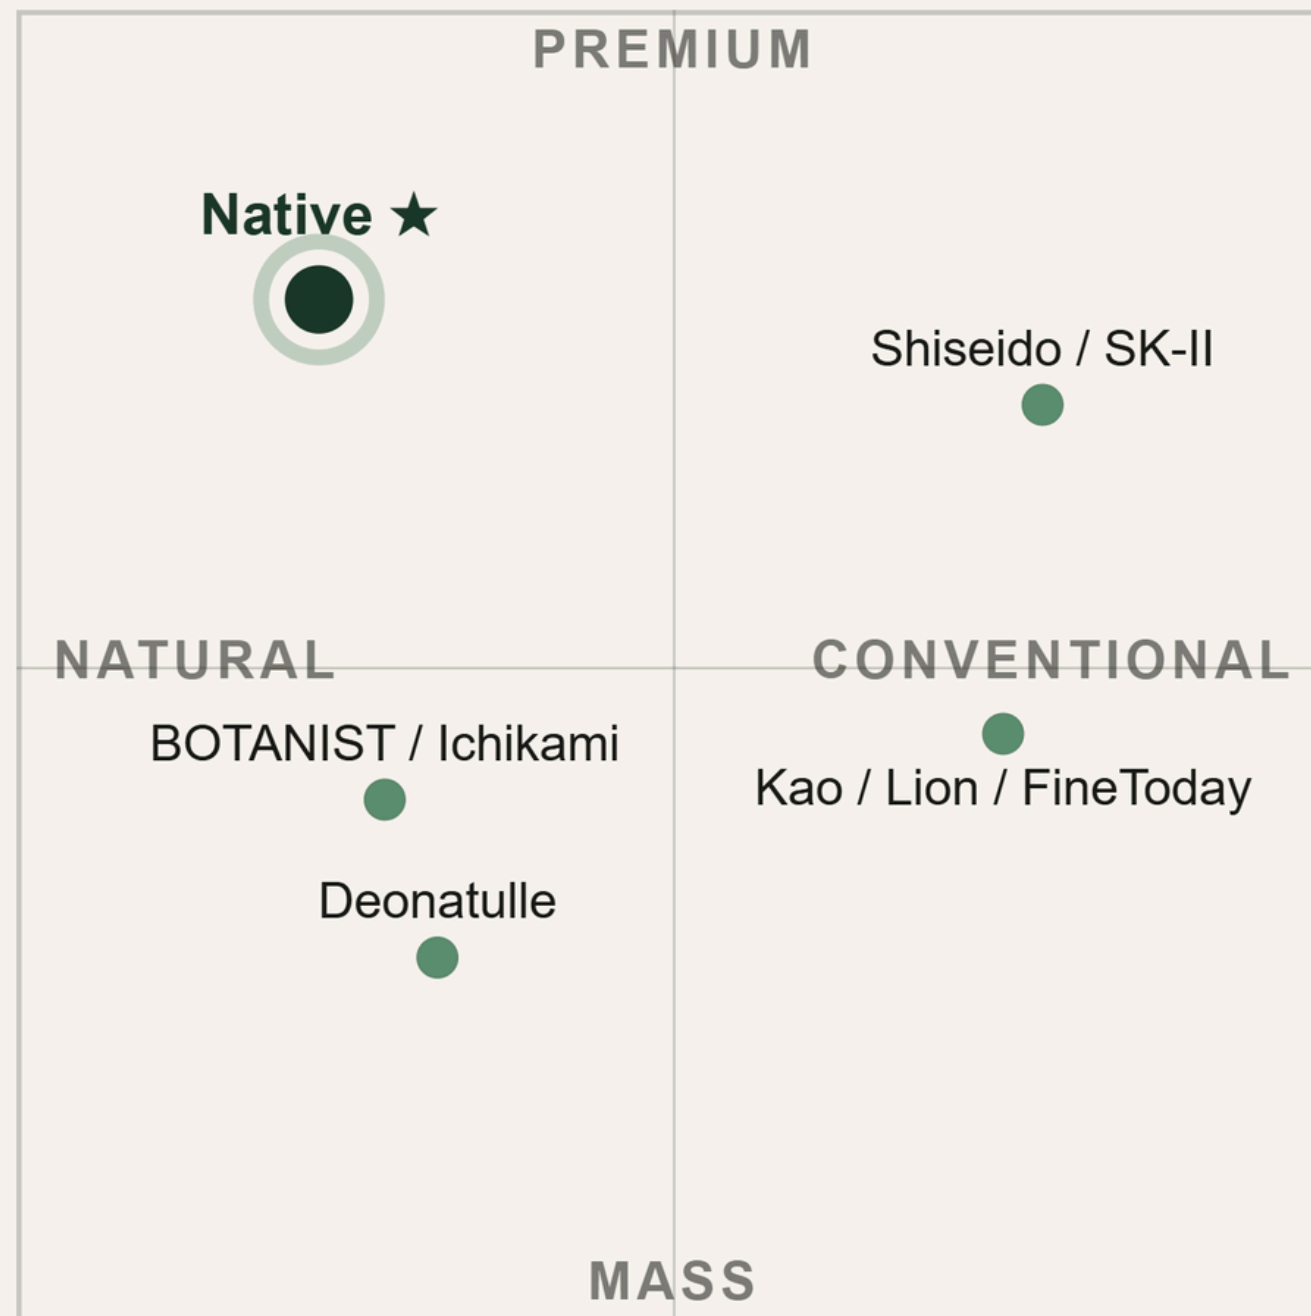 PREMIUM
Native ★
Shiseido / SK-II
NATURAL
CONVENTIONAL
BOTANIST / Ichikami
Kao / Lion / FineToday
Deonatulle
MASS